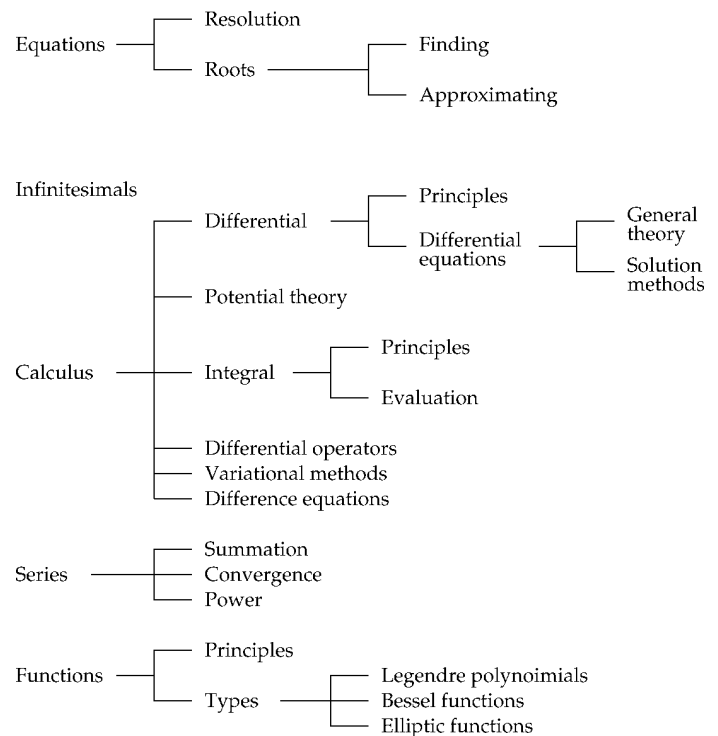 Equations
Resolution
Roots
Finding
Approximating
Infinitesimals
Calculus
Differential
Principles
Differential
equations
General
theory
Solution
methods
Potential theory
Integral
Principles
Evaluation
Differential operators
Variational methods
Difference equations
Series
Summation
Convergence
Power
Functions
Principles
Types
Legendre polynoimials
Bessel functions
Elliptic functions